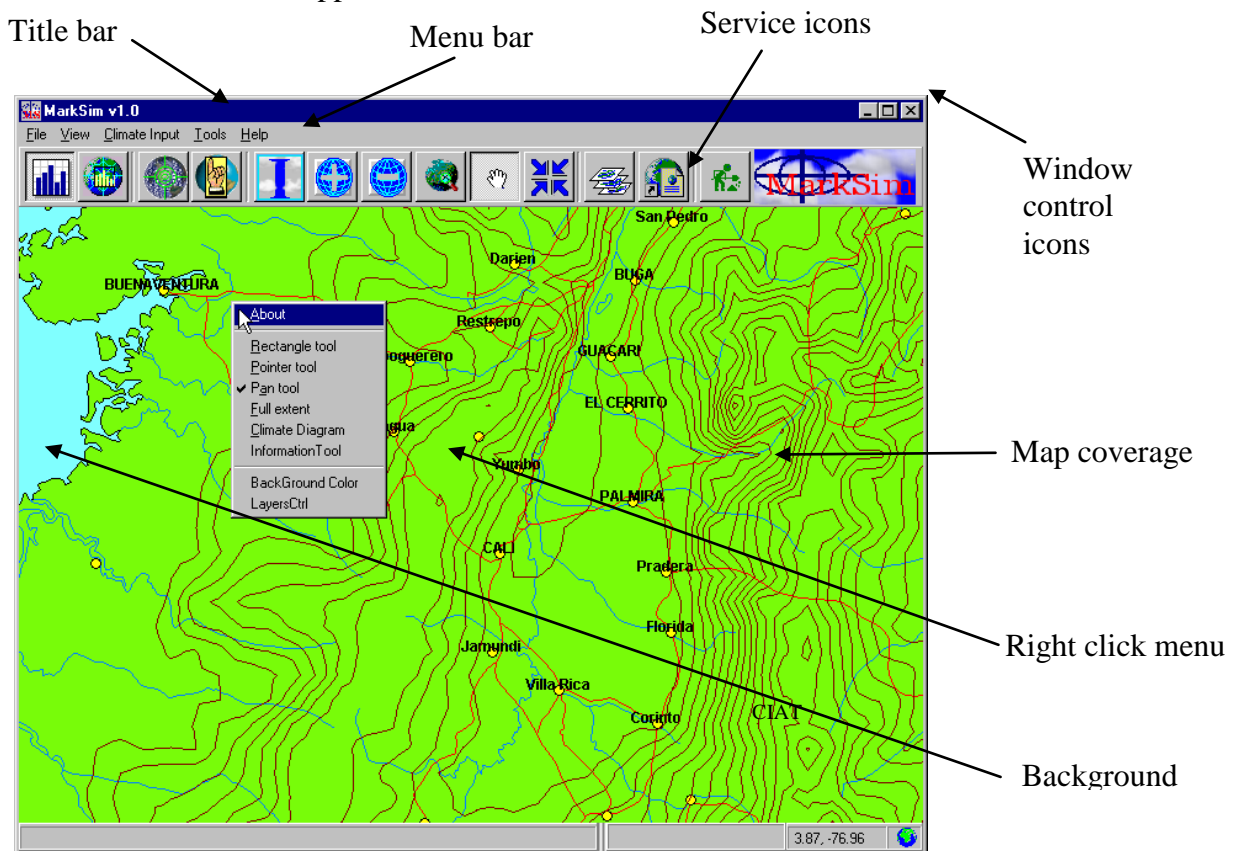 Title bar
Menu bar
Service icons
MarkSim v1.0
File View Climate Input Tools Help
MarkSim
Window
control
icons
San Pedro
Darien
BUGA
BUENAVENTURA
About
Restrepo
Rectangle tool
GUACARI
Pointer tool
Pan tool
Full extent
EL CERRITO
Climate Diagram
InformationTool
Map coverage
Yumbo
BackGround Color
PALMIRA
LayersCtrl
CALI
Pradera
Florida
Jamundi
Right click menu
Villa Rica
Corinto
CIAT
Background
3.87, -76.96